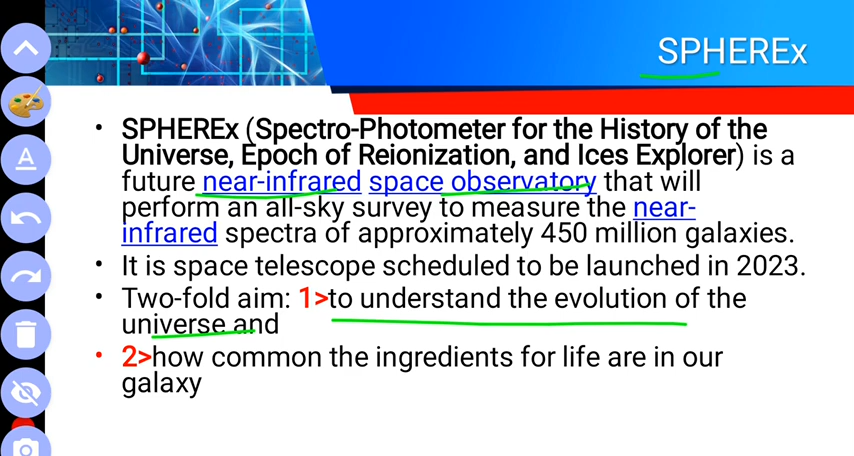 SPHEREx
• SPHEREx (Spectro-Photometer for the History of the
Universe, Epoch of Reionization, and Ices Explorer) is a
future near-infrared space observatory that will
perform an all-sky survey to measure the near-
infrared spectra of approximately 450 million galaxies.
• It is space telescope scheduled to be launched in 2023.
• Two-fold aim: 1>to understand the evolution of the
universe and
• 2>how common the ingredients for life are in our
galaxy